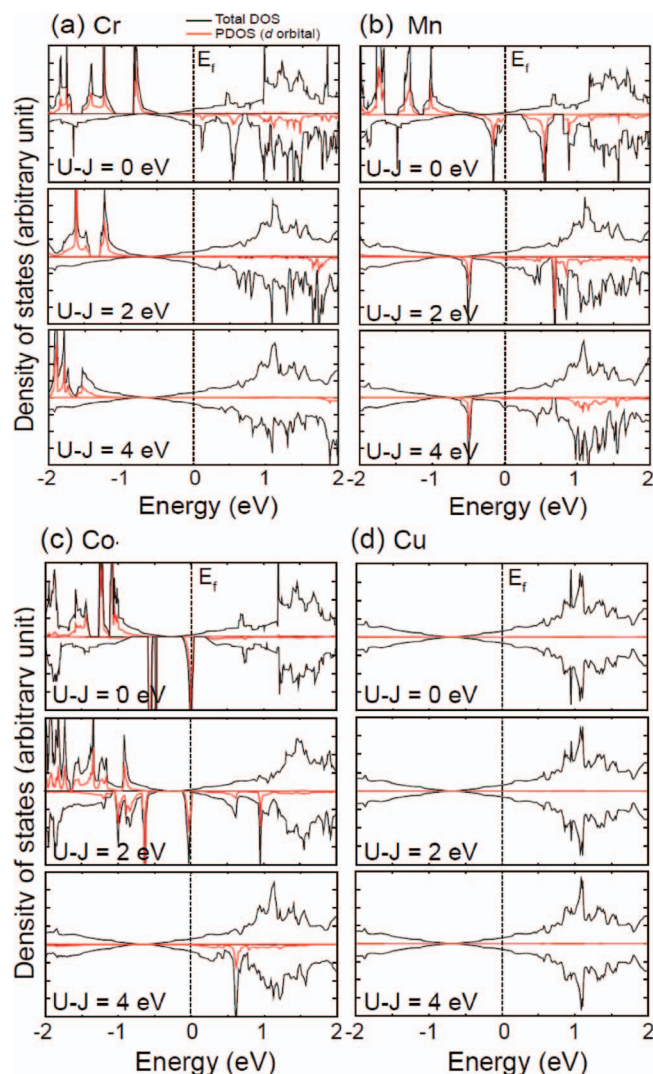 (a) Cr
Total DOS
PDOS (d orbital)
(b) Mn
E_f
E_f
U-J = 0 eV
U-J = 0 eV
U-J = 2 eV
U-J = 2 eV
U-J = 4 eV
U-J = 4 eV
Density of states (arbitrary unit)
-2 -1 0 1 2
-2 -1 0 1 2
Energy (eV)
Energy (eV)
(c) Co
(d) Cu
E_f
E_f
U-J = 0 eV
U-J = 0 eV
U-J = 2 eV
U-J = 2 eV
U-J = 4 eV
U-J = 4 eV
Density of states (arbitrary unit)
-2 -1 0 1 2
-2 -1 0 1 2
Energy (eV)
Energy (eV)